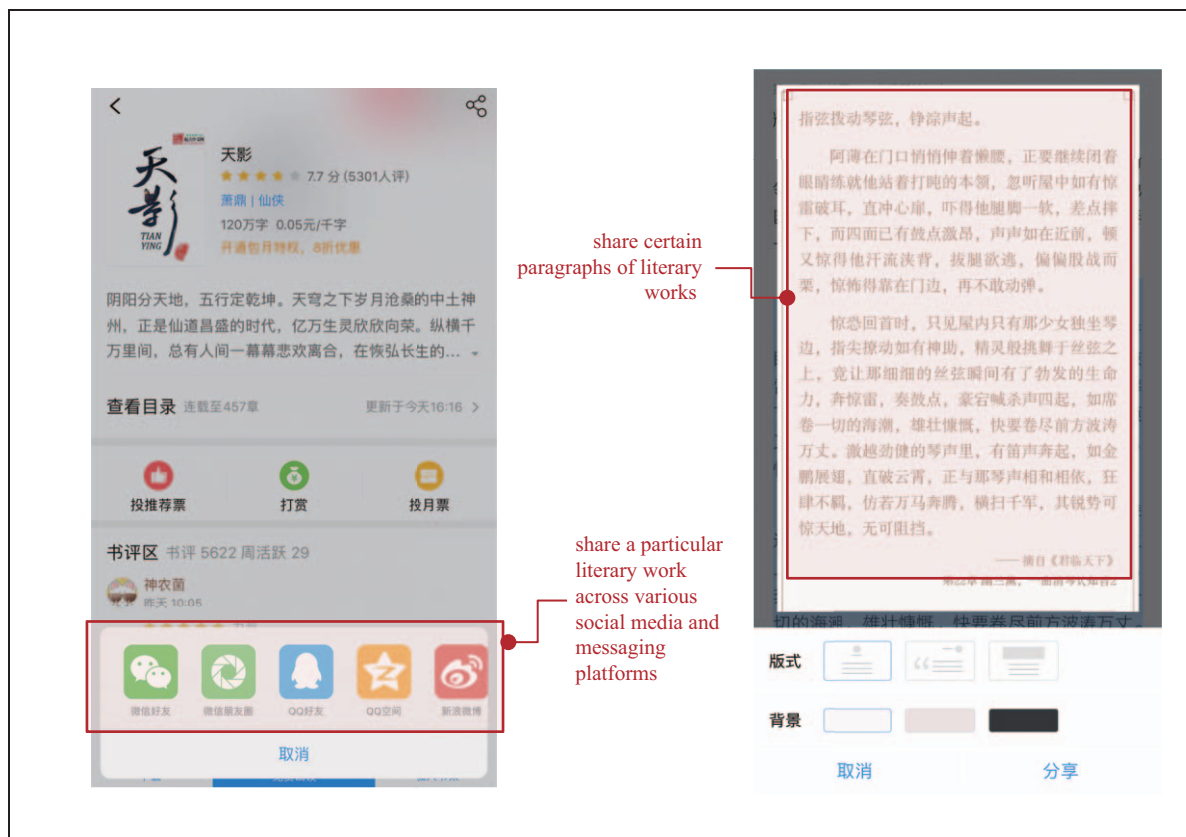 天影
TIAN
YING
天影
7.7 分 (5301人评)
萧鼎 | 仙侠
120万字 0.05元/千字
开通包月特权，8折优惠
阴阳分天地，五行定乾坤。天穹之下岁月沧桑的中土神
州，正是仙道昌盛的时代，亿万生灵欣欣向荣。纵横千
万里间，总有人间一幕幕悲欢离合，在恢弘长生的...
查看目录 连载至457章 更新于今天16:16 >
投推荐票 打赏 投月票
书评区 书评 5622 周活跃 29
神农菌
昨天 10:05
微信好友 微信朋友圈 QQ好友 QQ空间 新浪微博
取消
share certain
paragraphs of literary
works
share a particular
literary work
across various
social media and
messaging
platforms
指弦拨动琴弦，铮淙声起。
阿薄在门口悄悄伸着懒腰，正要继续闭着
眼睛练就他站着打盹的本领，忽听屋中如有惊
雷破耳，直冲心扉，吓得他腿脚一软，差点摔
下，而四面已有鼓点激昂，声声如在近前，顿
又惊得他汗流浃背，拔腿欲逃，偏偏股战而
栗，惊怖得靠在门边，再不敢动弹。
惊恐回首时，只见屋内只有那少女独坐琴
边，指尖撩动如有神助，精灵般挑舞于丝弦之
上，竟让那细细的丝弦瞬间有了勃发的生命
力，奔惊雷，奏鼓点，豪宕喊杀声四起，如席
卷一切的海潮，雄壮慷慨，快要卷尽前方波涛
万丈。激越劲健的琴声里，有笛声奔起，如金
鹏展翅，直破云霄，正与那琴声相和相依，狂
肆不羁，仿若万马奔腾，横扫千军，其锐势可
惊天地，无可阻挡。
——摘自《君临天下》
切的海潮，雄壮慷慨，快要卷尽前方波涛万丈。
版式
背景
取消 分享